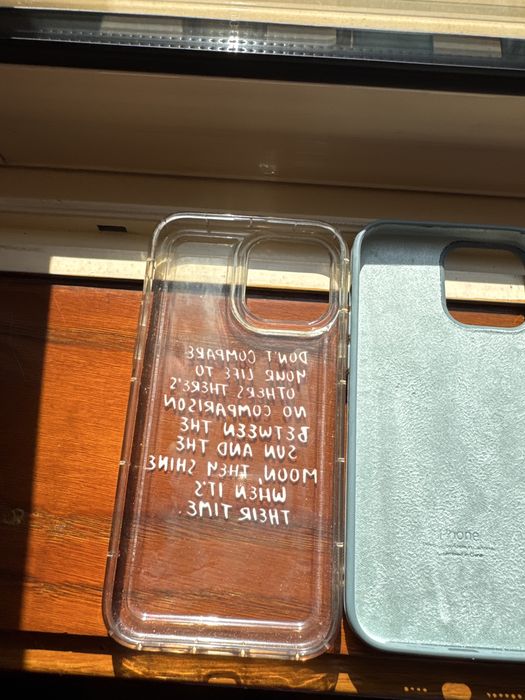 DON'T COMPARE
YOUR LIFE TO
OTHERS THERE'S
NO COMPARISON
BETWEEN THE
SUN AND THE
MOON, THEY SHINE
WHEN IT'S
THEIR TIME.
iPhone